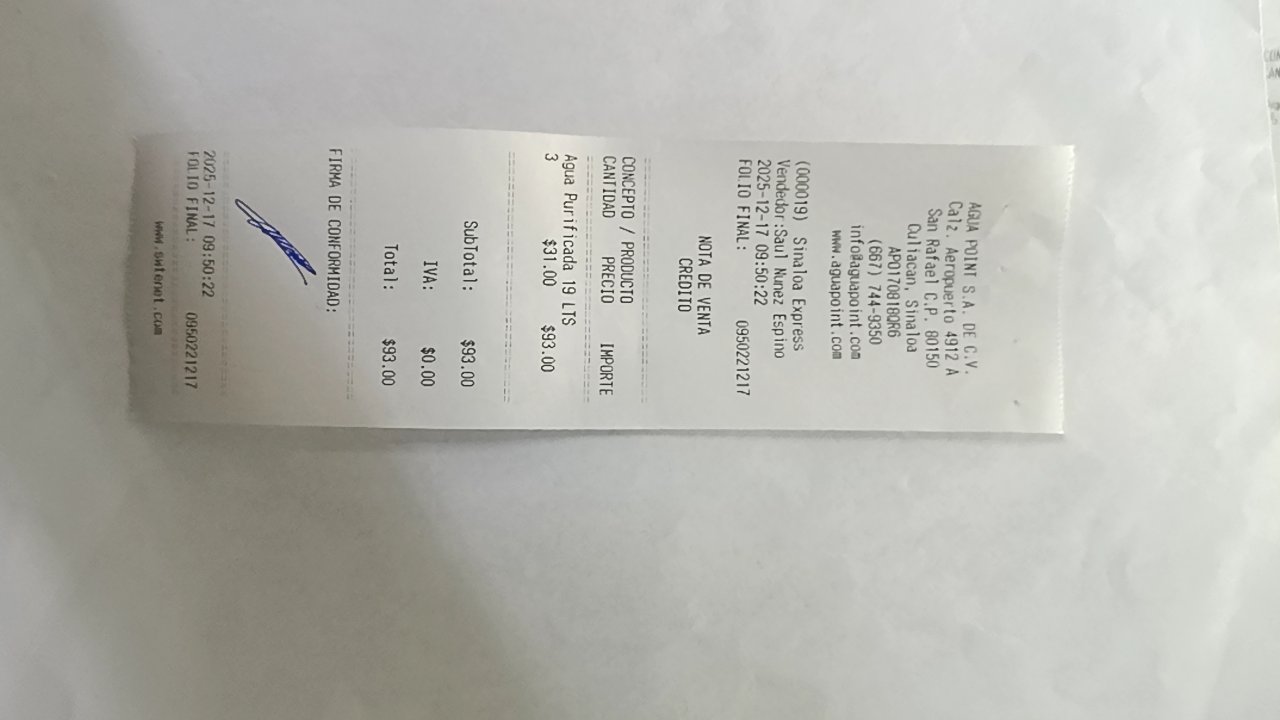 AGUA POINT S.A. DE C.V.
Calz. Aeropuerto 4912 A
San Rafael C.P. 80150
Culiacan, Sinaloa
APO170818QR6
(667) 744-9350
info@aguapoint.com
www.aguapoint.com
(000019) Sinaloa Express
Vendedor:Saul Nunez Espino
2025-12-17 09:50:22
FOLIO FINAL: 0950221217
NOTA DE VENTA
CREDITO
CONCEPTO / PRODUCTO
CANTIDAD PRECIO IMPORTE
Agua Purificada 19 LTS
3 $31.00 $93.00
SubTotal: $93.00
IVA: $0.00
Total: $93.00
FIRMA DE CONFORMIDAD:
2025-12-17 09:50:22
FOLIO FINAL: 0950221217
www.swtenet.com